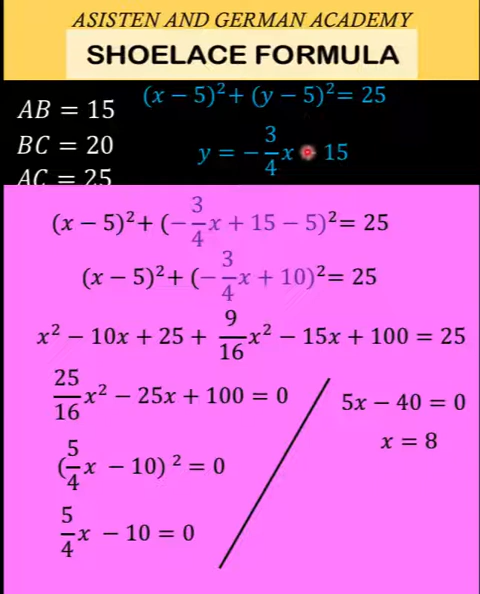 ASISTEN AND GERMAN ACADEMY
SHOELACE FORMULA
AB = 15
(x − 5)²+ (y − 5)²= 25
BC = 20
y = −3/4x 15
AC = 25
(x − 5)²+ (−3/4x + 15 − 5)²= 25
(x − 5)²+ (−3/4x + 10)²= 25
x² − 10x + 25 + 9/16x² − 15x + 100 = 25
25/16x² − 25x + 100 = 0
(5/4x − 10) ² = 0
5/4x − 10 = 0
5x − 40 = 0
x = 8